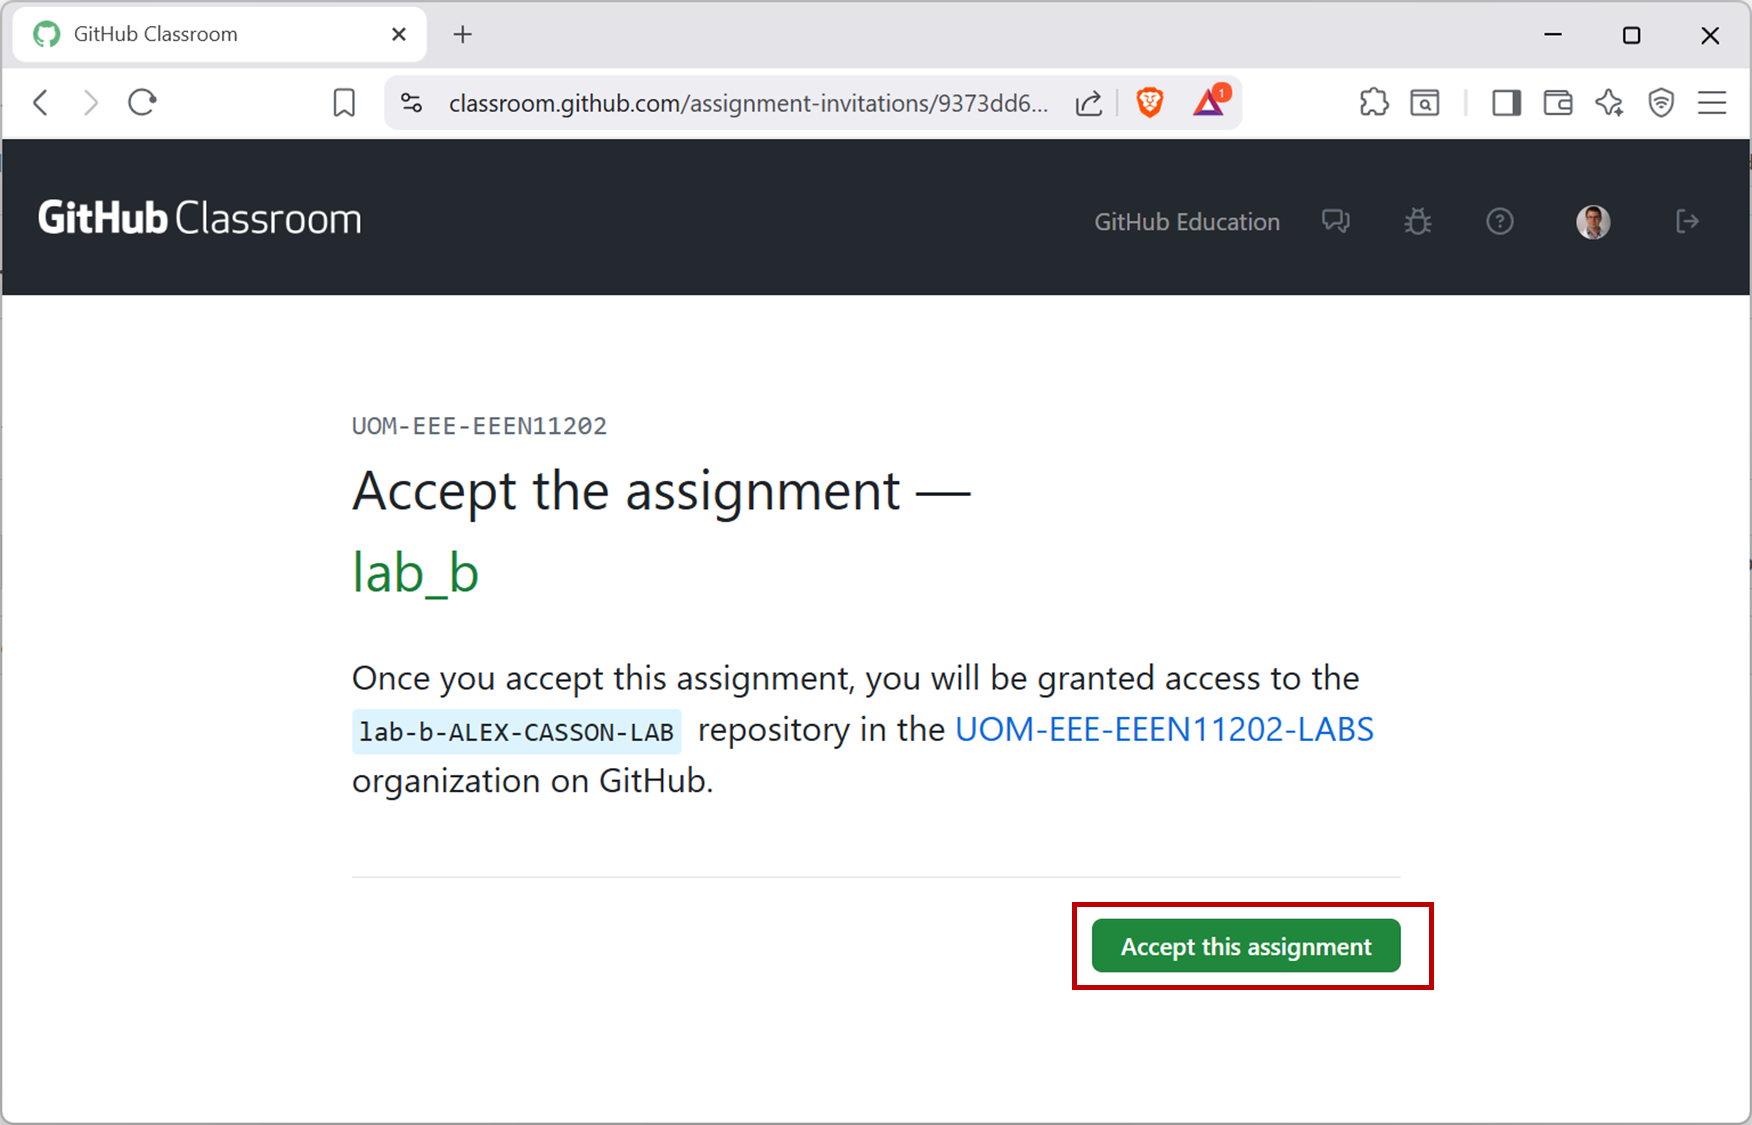 GitHub Classroom
classroom.github.com/assignment-invitations/9373dd6...
1
GitHub Classroom
GitHub Education
UOM-EEE-EEEN11202
Accept the assignment —
lab_b
Once you accept this assignment, you will be granted access to the
lab-b-ALEX-CASSON-LAB repository in the UOM-EEE-EEEN11202-LABS
organization on GitHub.
Accept this assignment